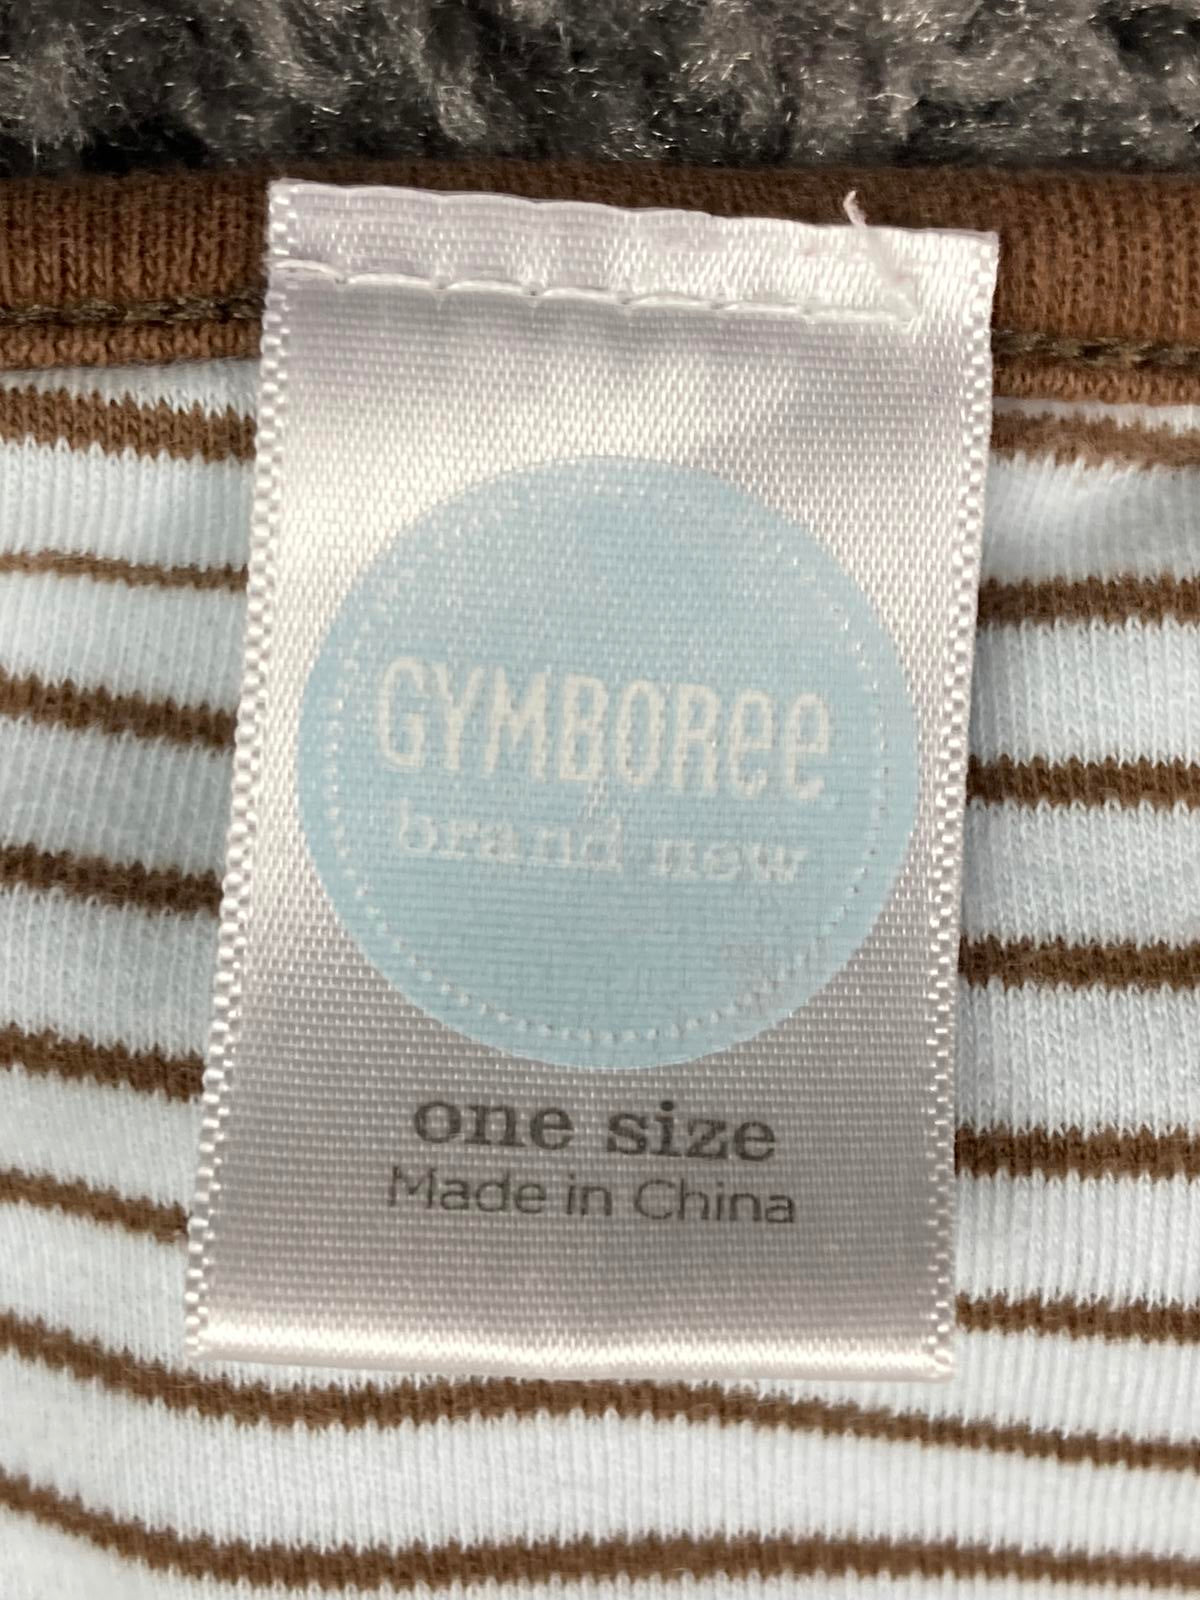 GYMBOREE
brand new
one size
Made in China